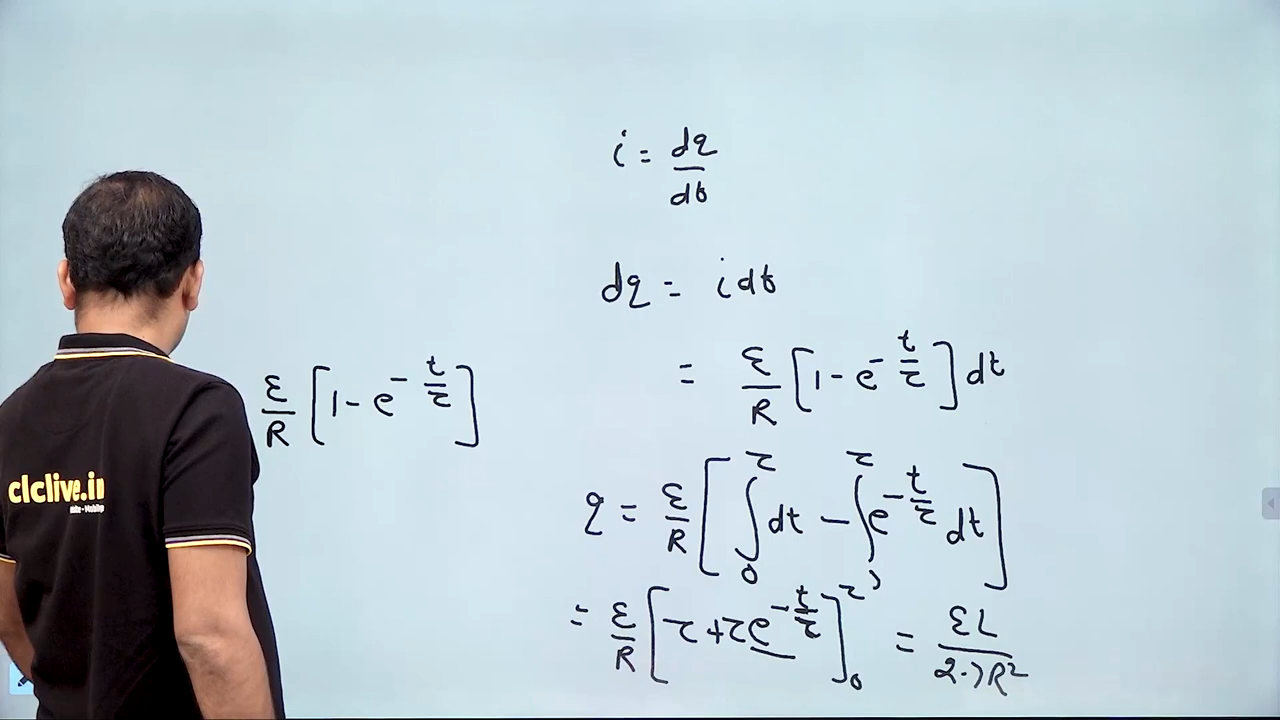 i = dq/dt
dq = i dt
= ε/R [1 - e^(-t/τ)] dt
ε/R [1 - e^(-t/τ)]
q = ε/R [∫₀^τ dt - ∫₀^τ e^(-t/τ) dt]
= ε/R [τ + τe^(-t/τ)]₀^τ = εL/2.7R²
clclive.in